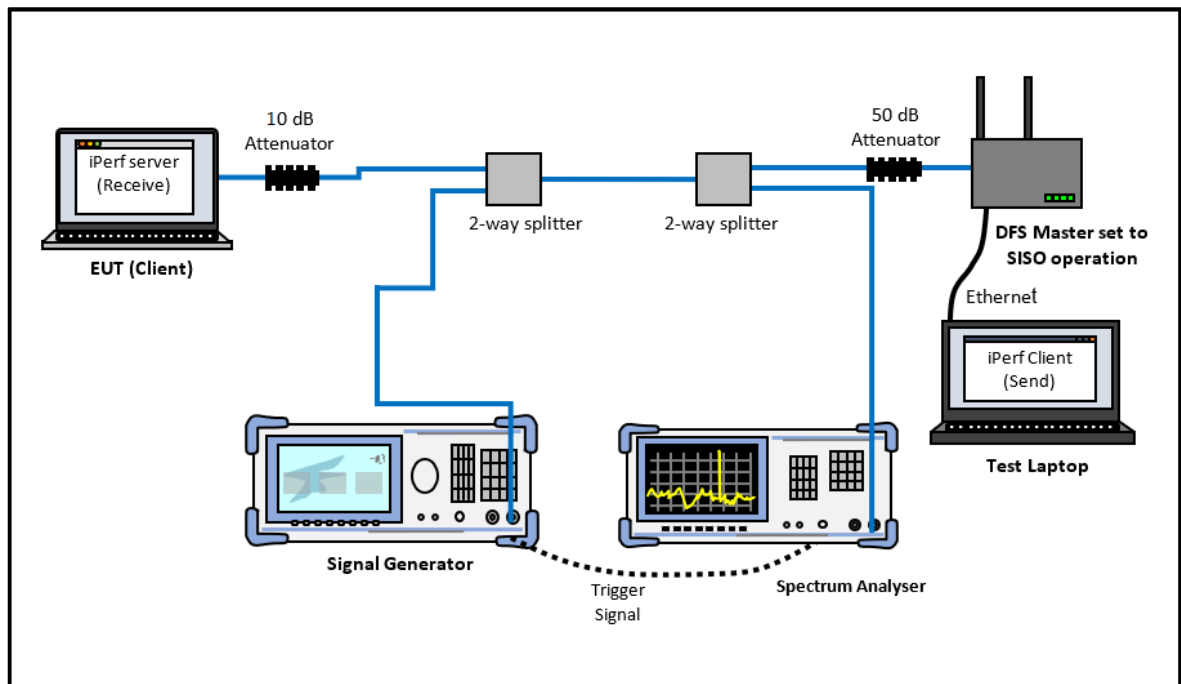 10 dB
Attenuator
50 dB
Attenuator
iPerf server
(Receive)
2-way splitter
2-way splitter
EUT (Client)
DFS Master set to
SISO operation
Ethernet
iPerf Client
(Send)
Test Laptop
Signal Generator
Trigger
Signal
Spectrum Analyser